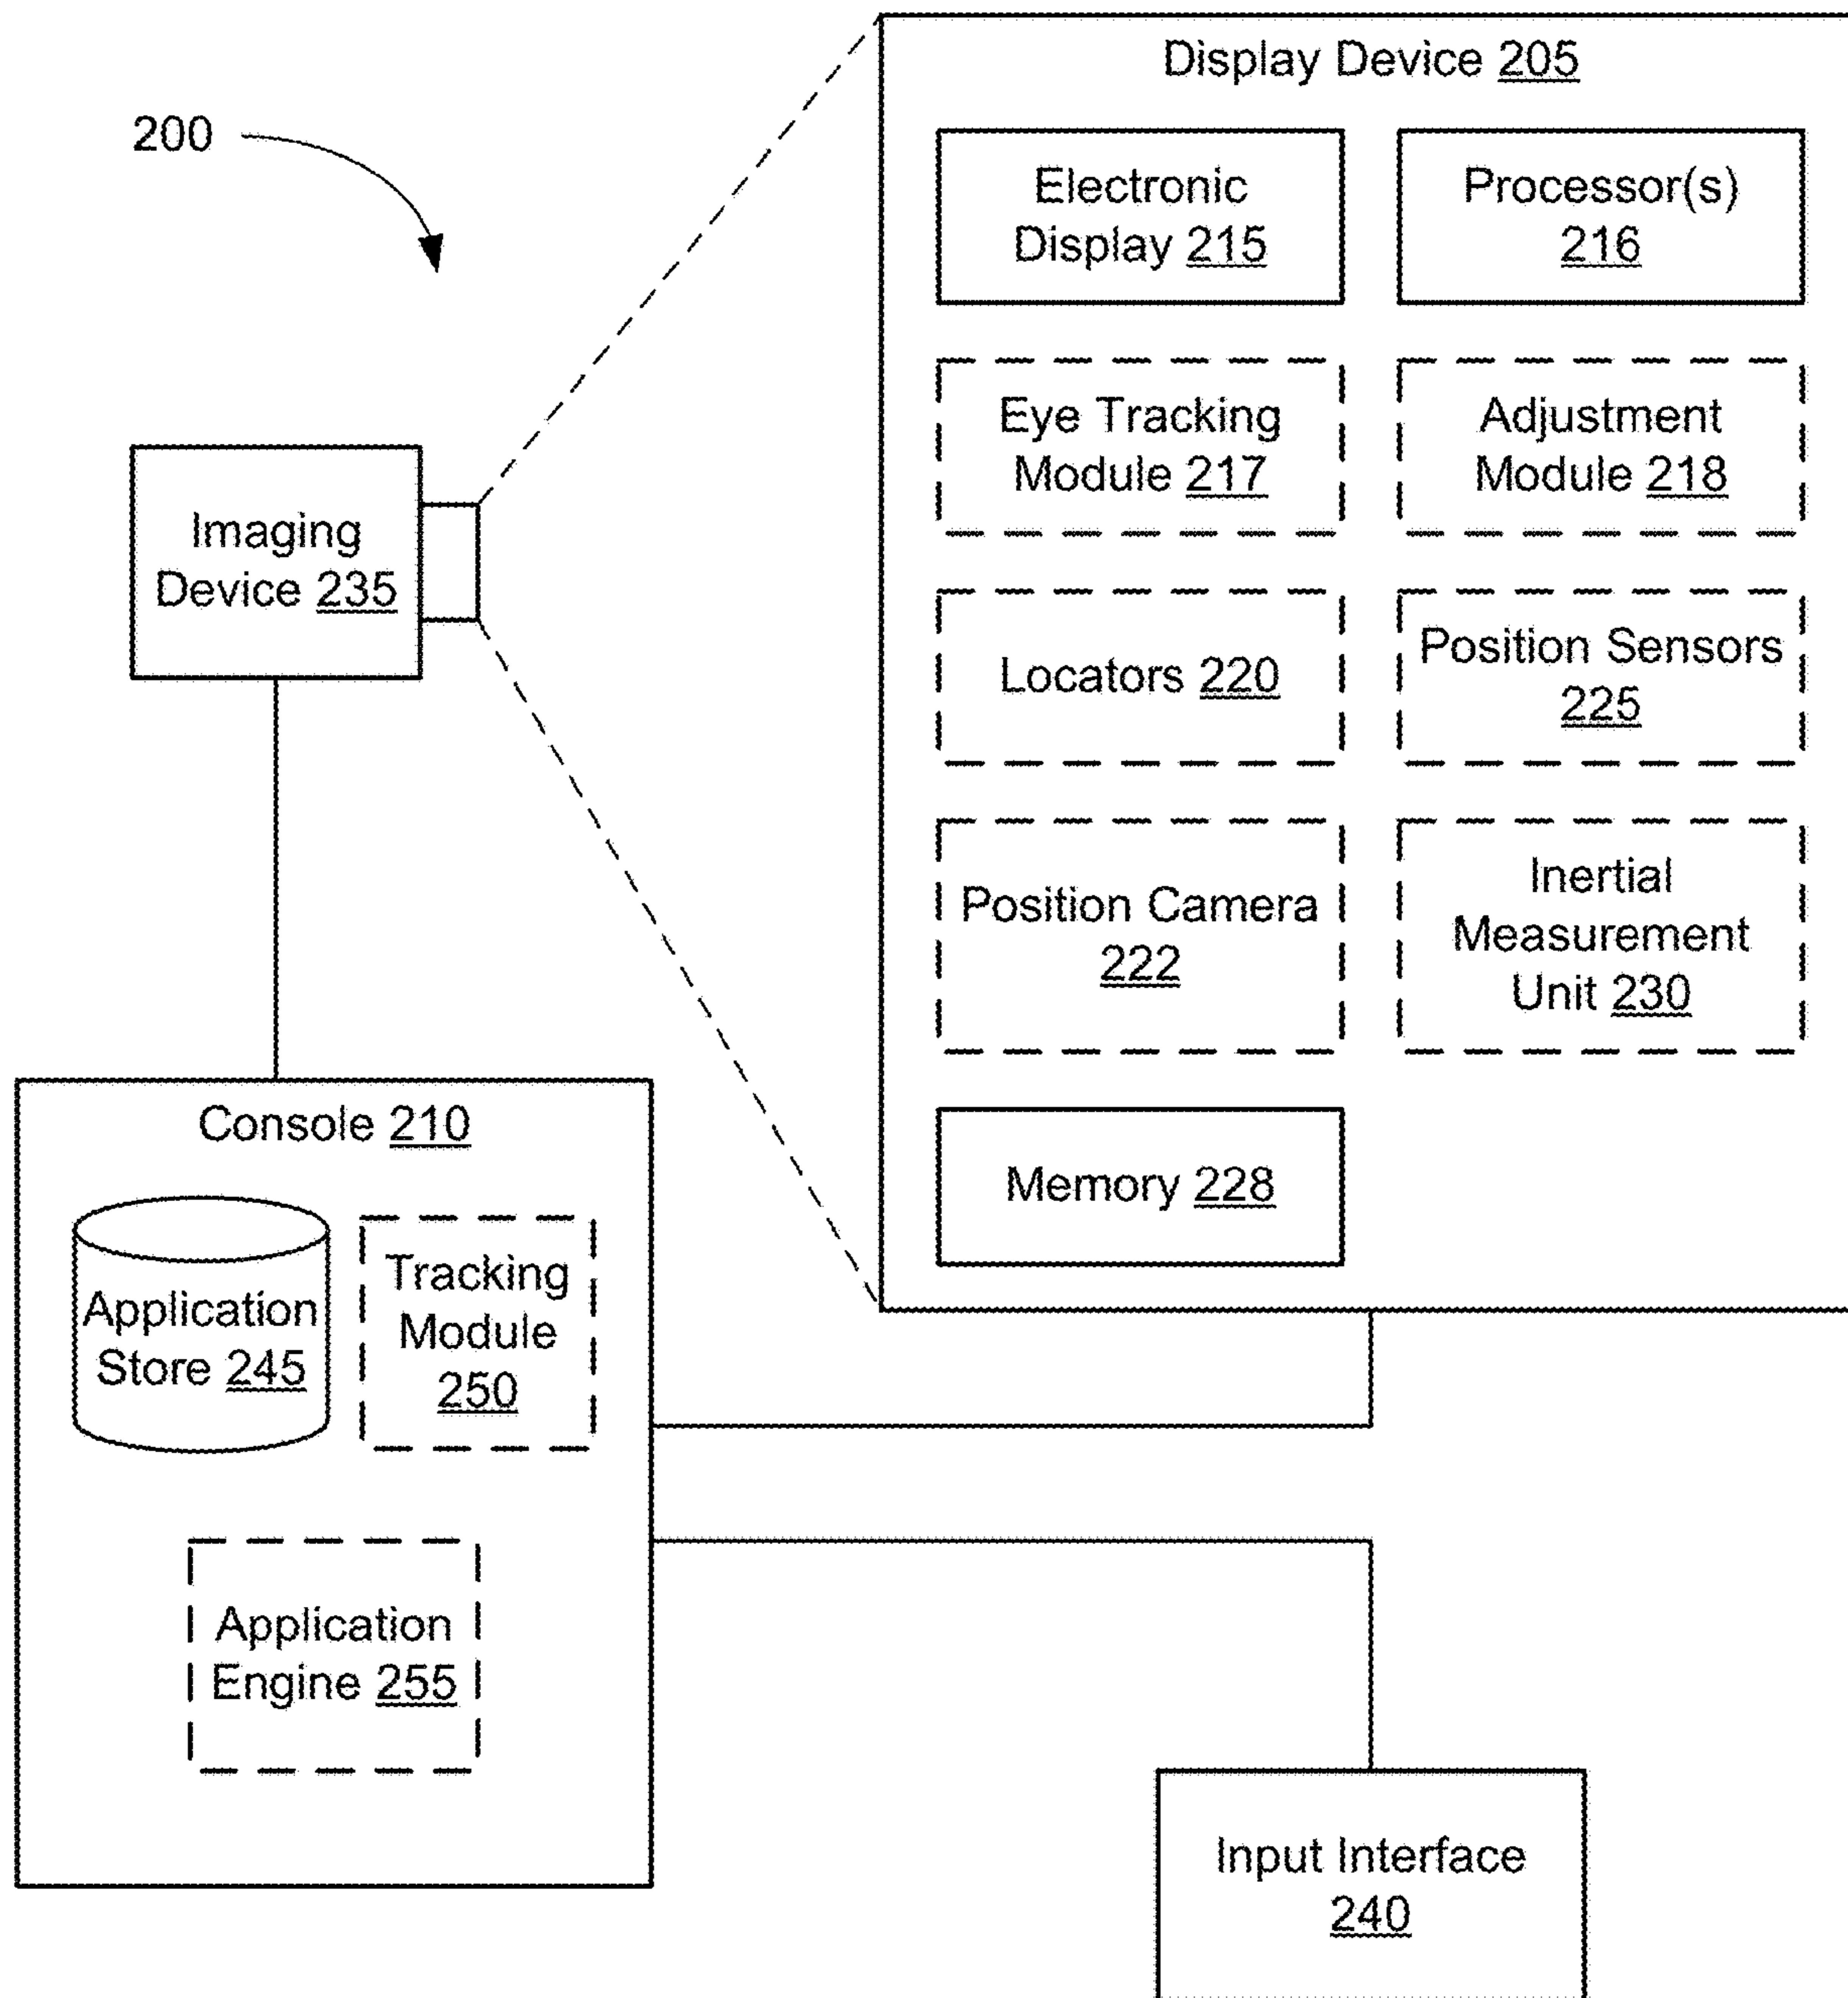 200
Display Device 205
Electronic
Display 215
Processor(s)
216
Eye Tracking
Module 217
Adjustment
Module 218
Imaging
Device 235
Locators 220
Position Sensors
225
Position Camera
222
Inertial
Measurement
Unit 230
Memory 228
Console 210
Application
Store 245
Tracking
Module
250
Application
Engine 255
Input Interface
240